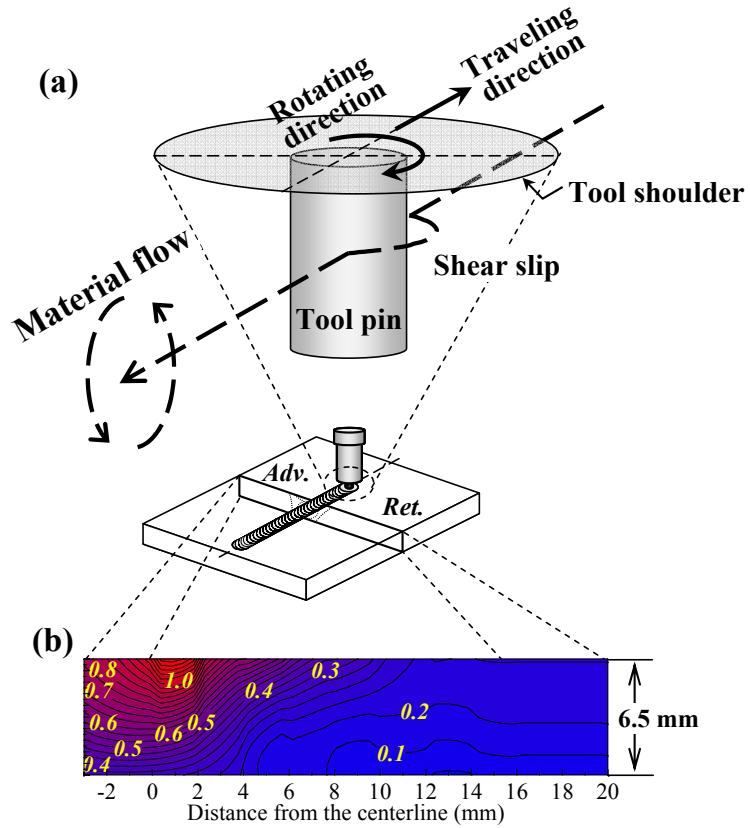 (a)
Rotating
direction
Traveling
direction
Tool shoulder
Shear slip
Material flow
Tool pin
Adv.
Ret.
(b)
0.8
1.0
0.3
0.7
0.4
0.6
0.6
0.5
0.2
0.5
0.1
0.4
6.5 mm
-2 0 2 4 6 8 10 12 14 16 18 20
Distance from the centerline (mm)